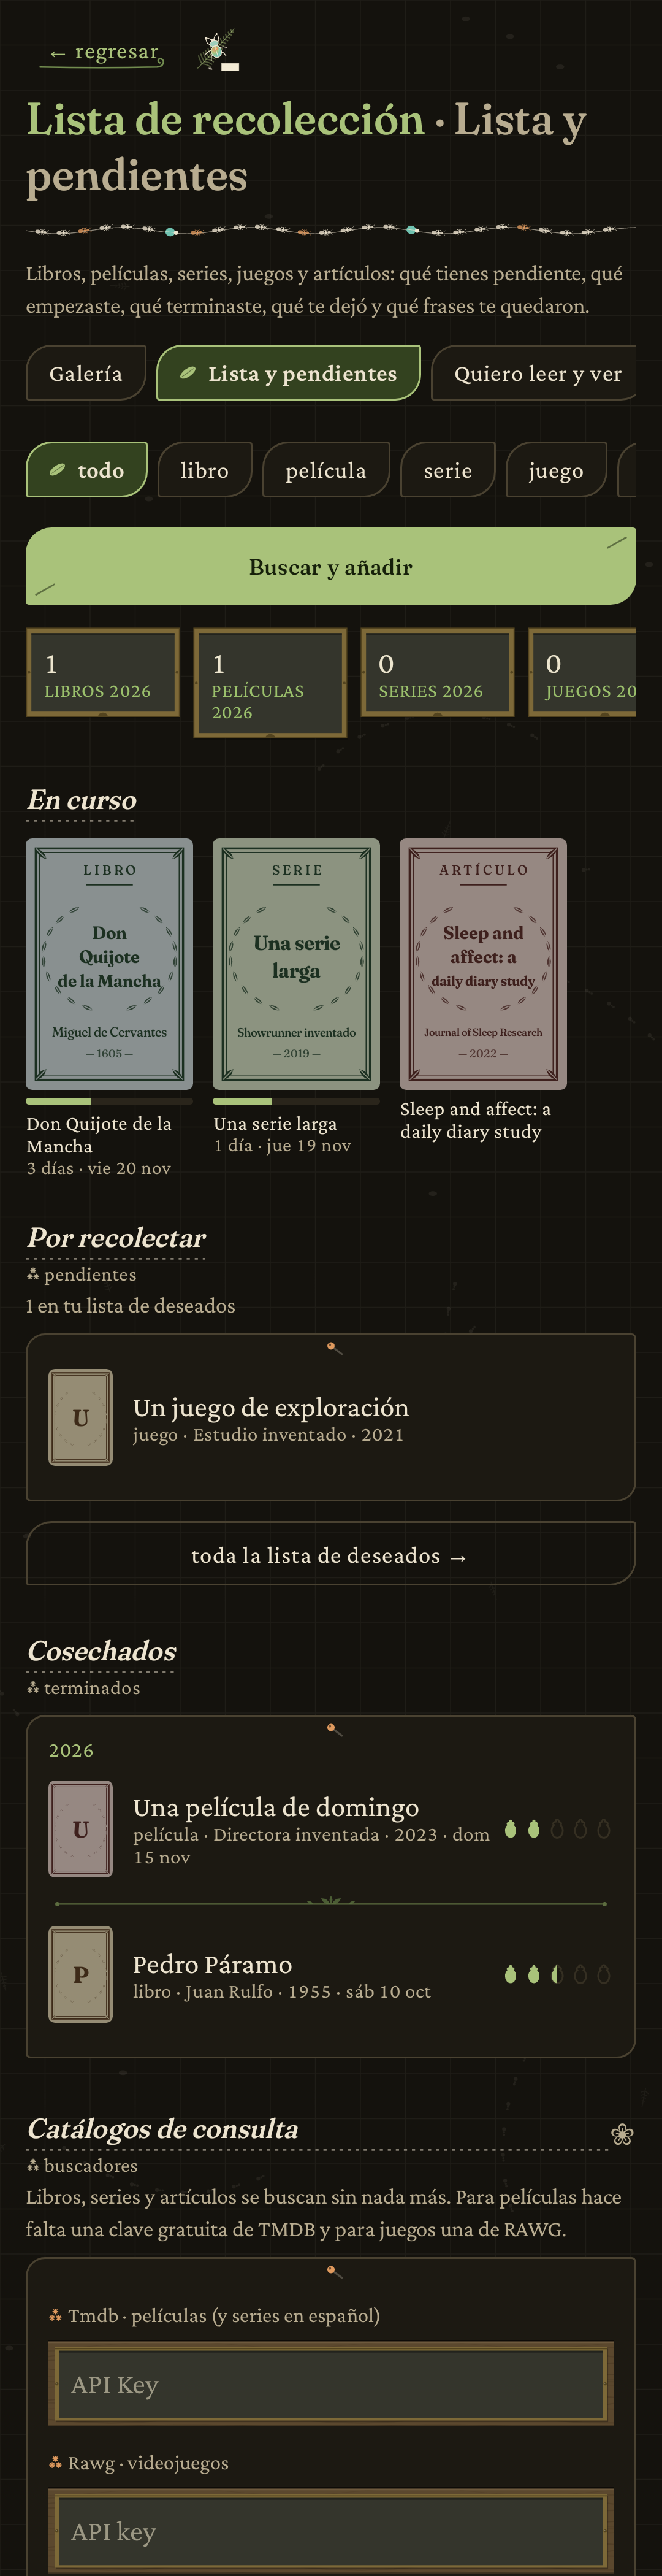 ← regresar
Lista de recolección · Lista y
pendientes
Libros, películas, series, juegos y artículos: qué tienes pendiente, qué
empezaste, qué terminaste, qué te dejó y qué frases te quedaron.
Galería
Lista y pendientes
Quiero leer y ver
todo
libro
película
serie
juego
Buscar y añadir
1
LIBROS 2026
1
PELÍCULAS
2026
0
SERIES 2026
0
JUEGOS 20
En curso
LIBRO
Don
Quijote
de la Mancha
Miguel de Cervantes
— 1605 —
SERIE
Una serie
larga
Showrunner inventado
— 2019 —
ARTÍCULO
Sleep and
affect: a
daily diary study
Journal of Sleep Research
— 2022 —
Don Quijote de la
Mancha
3 días · vie 20 nov
Una serie larga
1 día · jue 19 nov
Sleep and affect: a
daily diary study
Por recolectar
pendientes
1 en tu lista de deseados
U
Un juego de exploración
juego · Estudio inventado · 2021
toda la lista de deseados →
Cosechados
terminados
2026
U
Una película de domingo
película · Directora inventada · 2023 · dom
15 nov
P
Pedro Páramo
libro · Juan Rulfo · 1955 · sáb 10 oct
Catálogos de consulta
buscadores
Libros, series y artículos se buscan sin nada más. Para películas hace
falta una clave gratuita de TMDB y para juegos una de RAWG.
Tmdb · películas (y series en español)
API Key
Rawg · videojuegos
API key